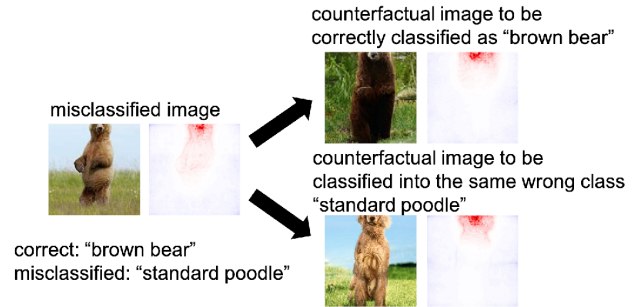 counterfactual image to be
correctly classified as “brown bear”
misclassified image
counterfactual image to be
classified into the same wrong class
“standard poodle”
correct: “brown bear”
misclassified: “standard poodle”